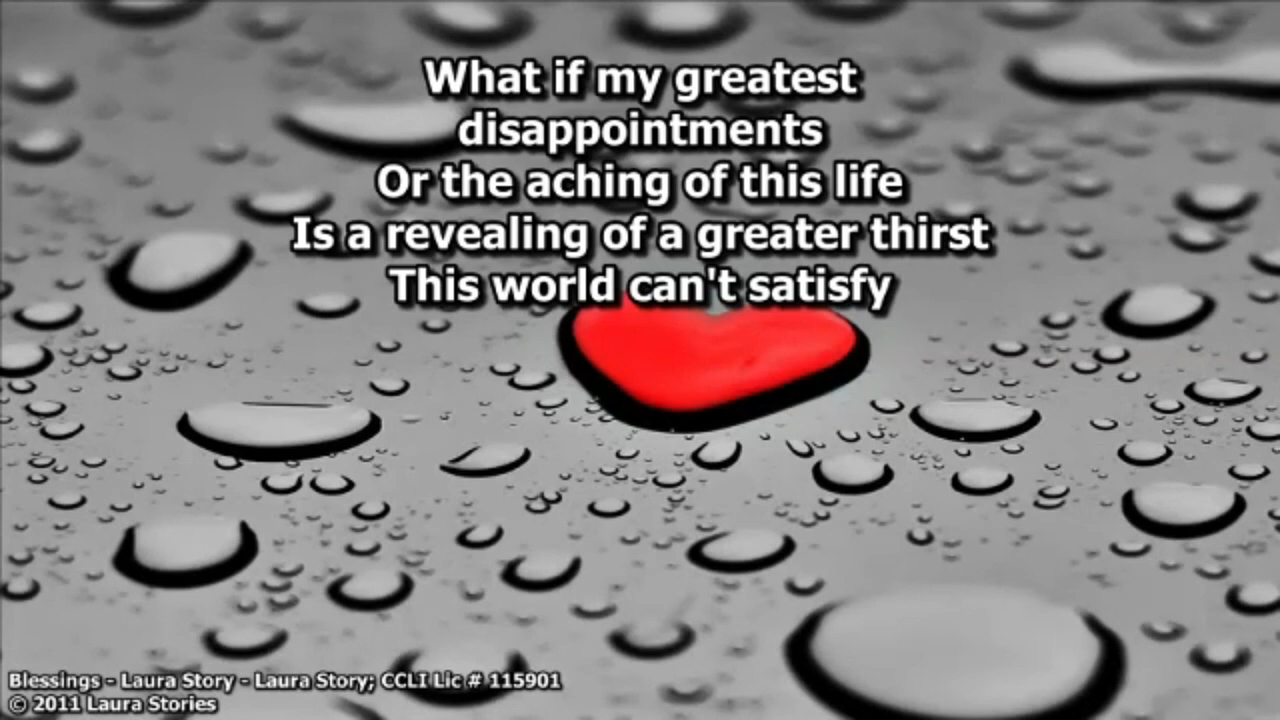 What if my greatest
disappointments
Or the aching of this life
Is a revealing of a greater thirst
This world can't satisfy
Blessings - Laura Story - Laura Story; CCLI Lic # 115901
© 2011 Laura Stories